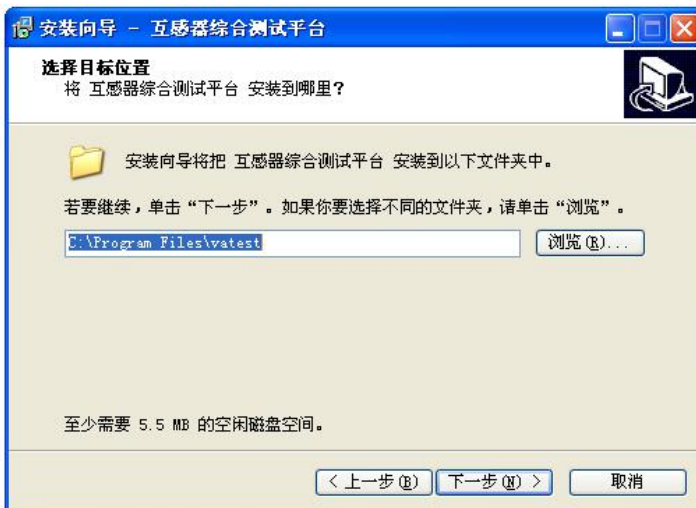 安装向导 - 互感器综合测试平台
选择目标位置
将 互感器综合测试平台 安装到哪里?
安装向导将把 互感器综合测试平台 安装到以下文件夹中。
若要继续,单击“下一步”。如果你要选择不同的文件夹,请单击“浏览”。
C:\Program Files\vatest
浏览(R)...
至少需要 5.5 MB 的空闲磁盘空间。
< 上一步(B) 下一步(N) > 取消